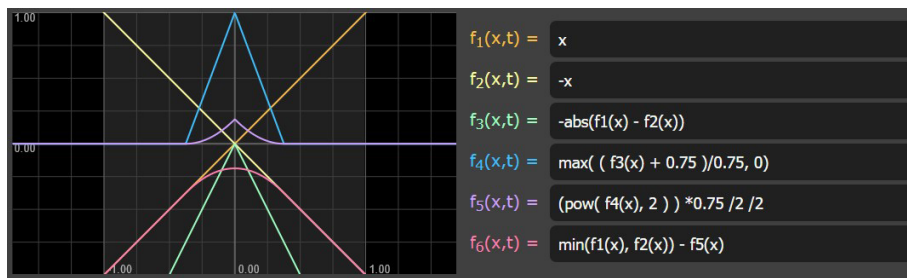 1.00
0.00
-1.00 0.00 1.00
f1(x,t) = x
f2(x,t) = -x
f3(x,t) = -abs(f1(x) - f2(x))
f4(x,t) = max( ( f3(x) + 0.75 )/0.75, 0)
f5(x,t) = (pow( f4(x), 2 ) ) *0.75 /2 /2
f6(x,t) = min(f1(x), f2(x)) - f5(x)